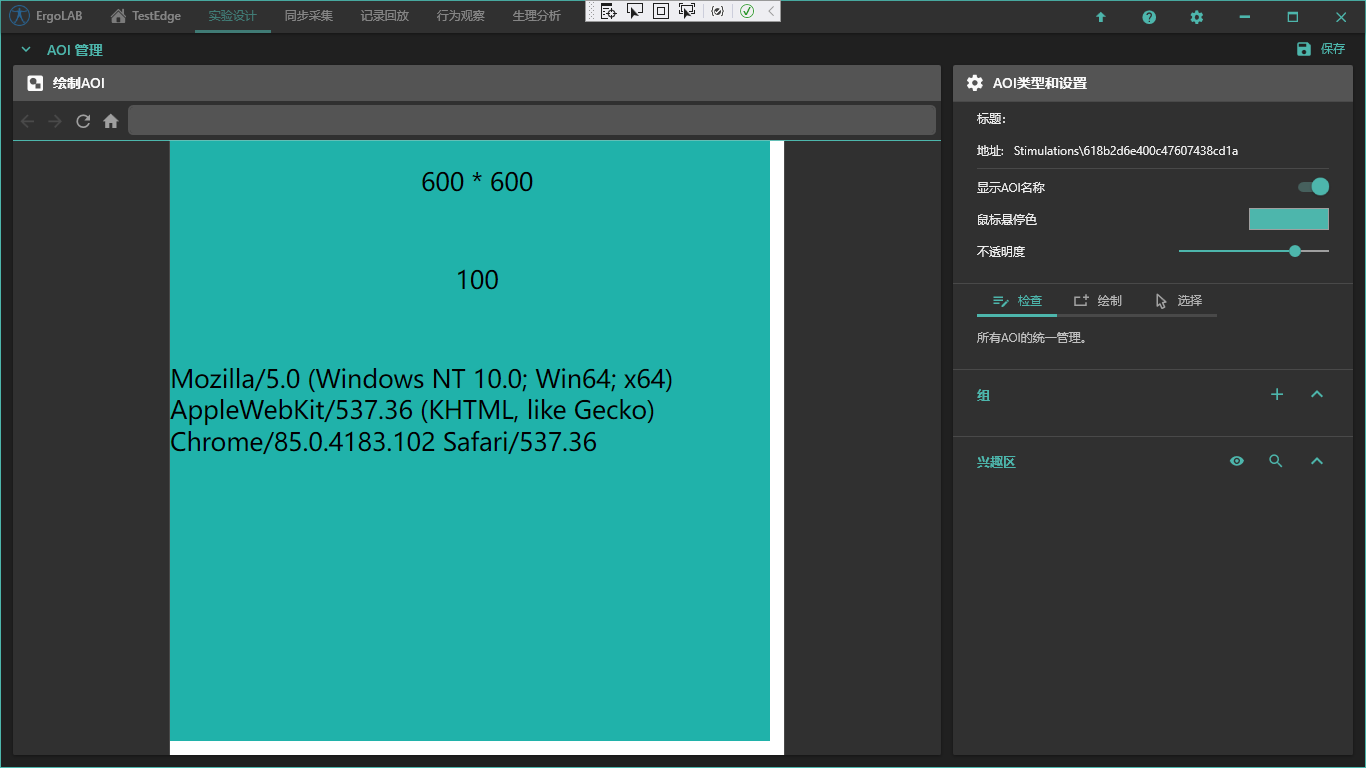 ErgoLAB
TestEdge
实验设计
同步采集
记录回放
行为观察
生理分析
AOI 管理
保存
绘制AOI
600 * 600
100
Mozilla/5.0 (Windows NT 10.0; Win64; x64)
AppleWebKit/537.36 (KHTML, like Gecko)
Chrome/85.0.4183.102 Safari/537.36
AOI类型和设置
标题:
地址: Stimulations\618b2d6e400c47607438cd1a
显示AOI名称
鼠标悬停色
不透明度
检查
绘制
选择
所有AOI的统一管理。
组
兴趣区